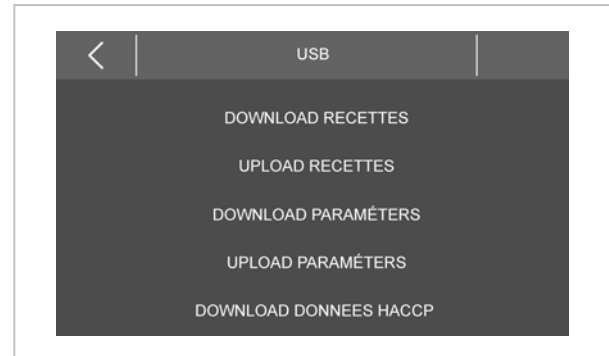 USB
DOWNLOAD RECETTES
UPLOAD RECETTES
DOWNLOAD PARAMÉTERS
UPLOAD PARAMÉTERS
DOWNLOAD DONNEES HACCP